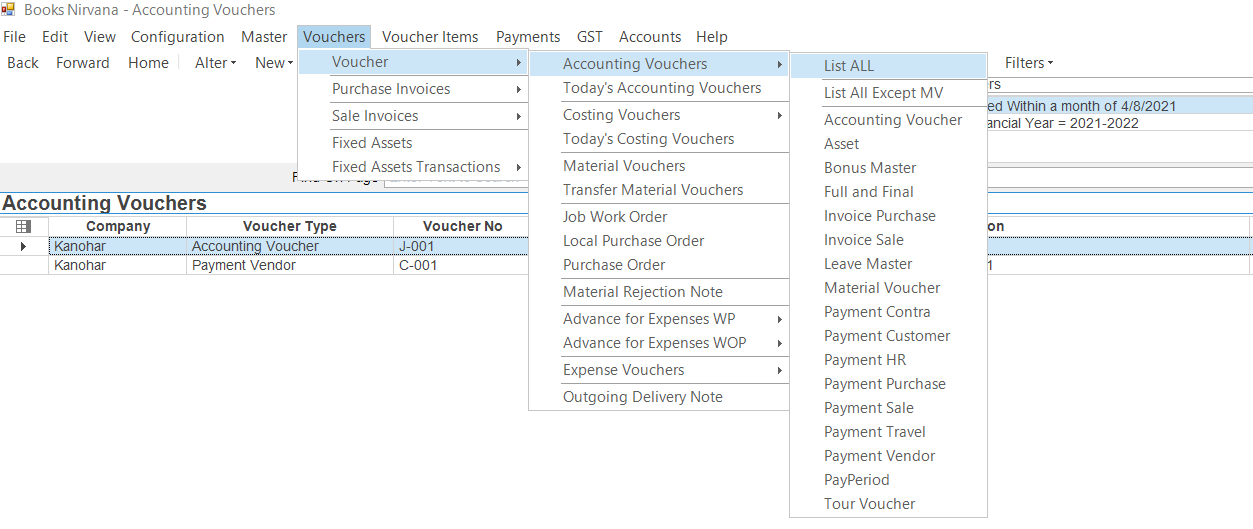 Books Nirvana - Accounting Vouchers
File Edit View Configuration Master Vouchers Voucher Items Payments GST Accounts Help
Back Forward Home Alter New Filters
Voucher
Purchase Invoices
Sale Invoices
Fixed Assets
Fixed Assets Transactions
Accounting Vouchers
Today's Accounting Vouchers
Costing Vouchers
Today's Costing Vouchers
Material Vouchers
Transfer Material Vouchers
Job Work Order
Local Purchase Order
Purchase Order
Material Rejection Note
Advance for Expenses WP
Advance for Expenses WOP
Expense Vouchers
Outgoing Delivery Note
List ALL
List All Except MV
Accounting Voucher
Asset
Bonus Master
Full and Final
Invoice Purchase
Invoice Sale
Leave Master
Material Voucher
Payment Contra
Payment Customer
Payment HR
Payment Purchase
Payment Sale
Payment Travel
Payment Vendor
PayPeriod
Tour Voucher
rs
ed Within a month of 4/8/2021
ancial Year = 2021-2022
Accounting Vouchers
Company Voucher Type Voucher No on
Kanohar Accounting Voucher J-001
Kanohar Payment Vendor C-001 1